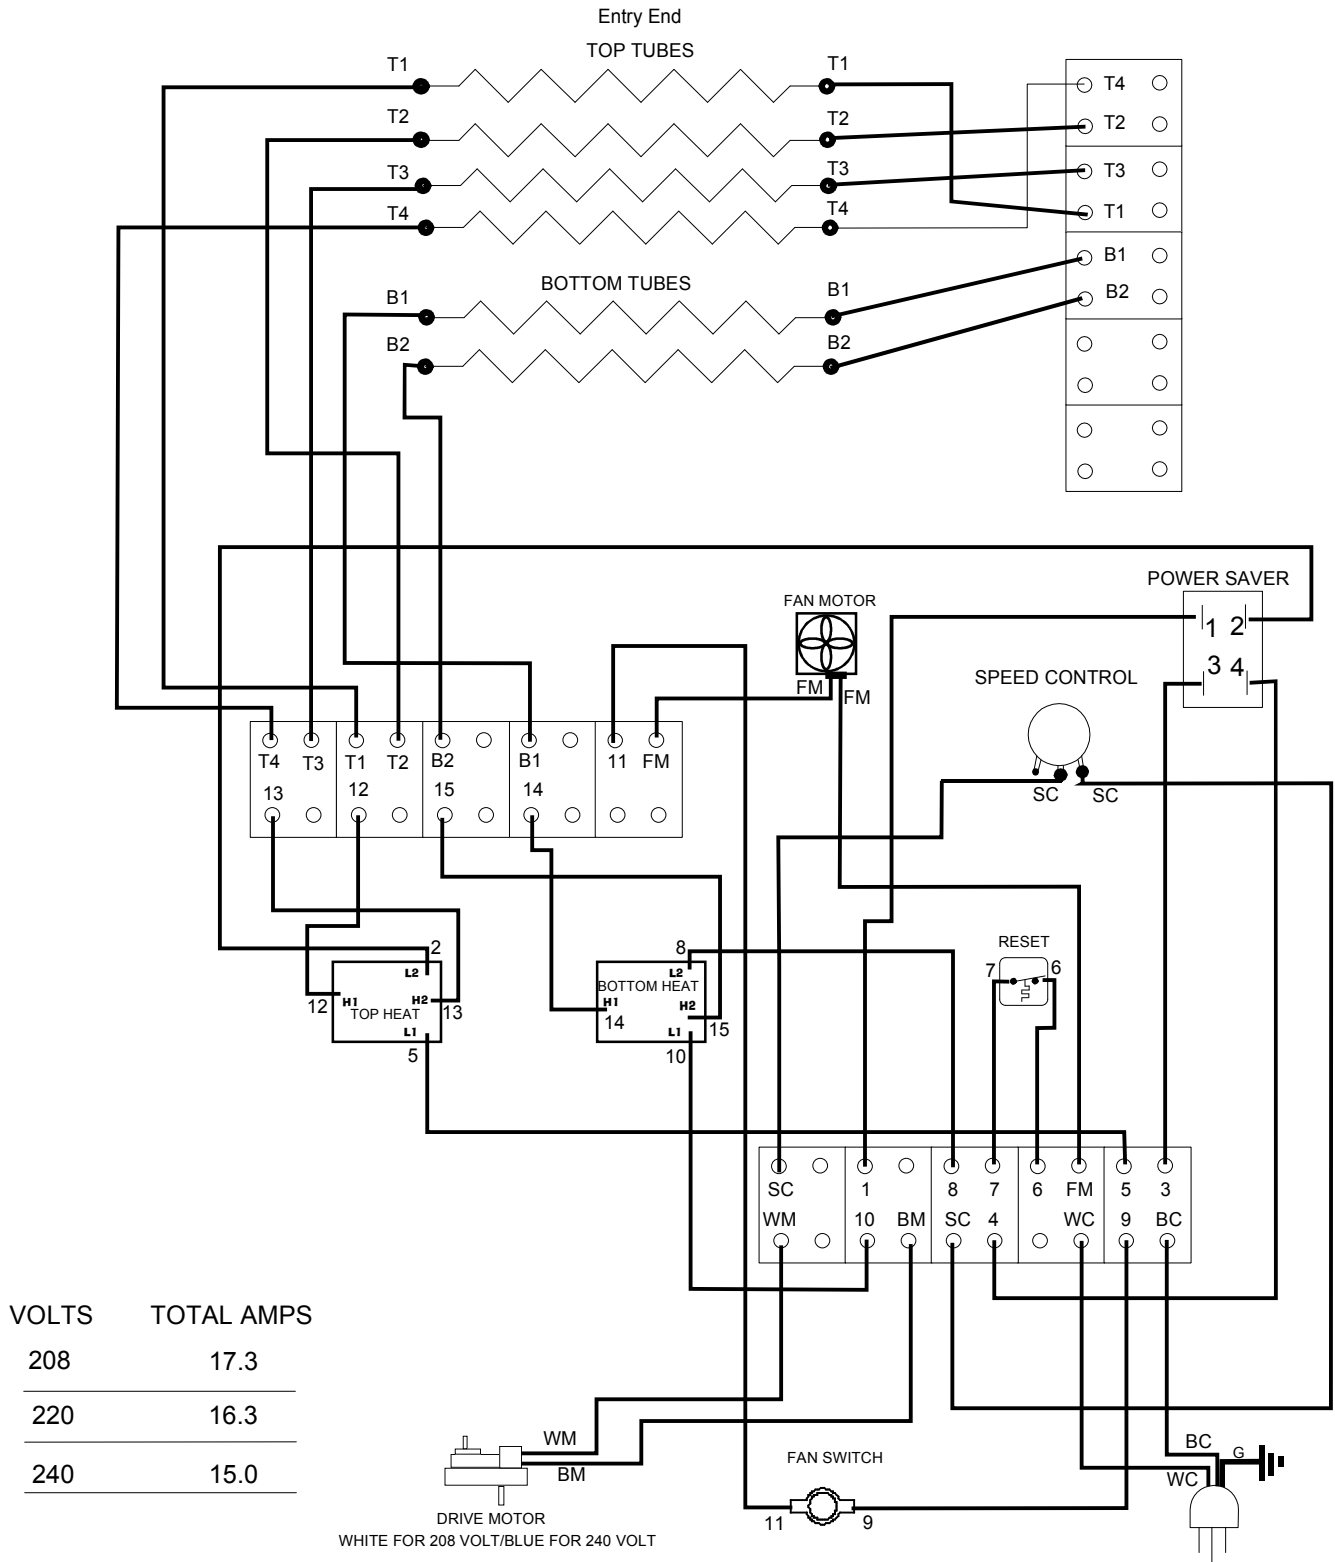 Entry End
TOP TUBES
T1
T1
T4
T2
T2
T2
T3
T3
T3
T4
T4
T1
B1
BOTTOM TUBES
B1
B1
B2
B2
B2
POWER SAVER
FAN MOTOR
1 2
3 4
FM
FM
SPEED CONTROL
T4 T3 T1 T2 B2 B1 11 FM
13 12 15 14
SC SC
2
8
RESET
7 6
L2
L2
12 H1 H2 13
TOP HEAT
BOTTOM HEAT
H1 H2
14 15
L1
L1
5
10
SC 1 8 7 6 FM 5 3
WM 10 BM SC 4 WC 9 BC
VOLTS TOTAL AMPS
208 17.3
220 16.3
240 15.0
WM
BM
FAN SWITCH
BC
G
WC
11 9
DRIVE MOTOR
WHITE FOR 208 VOLT/BLUE FOR 240 VOLT